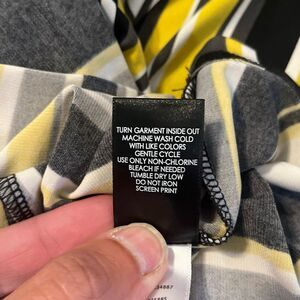 TURN GARMENT INSIDE OUT
MACHINE WASH COLD
WITH LIKE COLORS
GENTLE CYCLE
USE ONLY NON-CHLORINE
BLEACH IF NEEDED
TUMBLE DRY LOW
DO NOT IRON
SCREEN PRINT